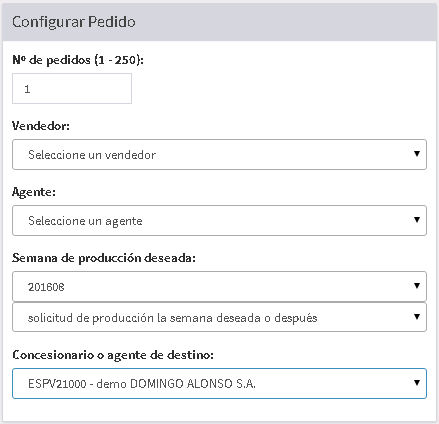 Configurar Pedido
Nº de pedidos (1 - 250):
1
Vendedor:
Seleccione un vendedor
Agente:
Seleccione un agente
Semana de producción deseada:
201608
solicitud de producción la semana deseada o después
Concesionario o agente de destino:
ESPV21000 - demo DOMINGO ALONSO S.A.